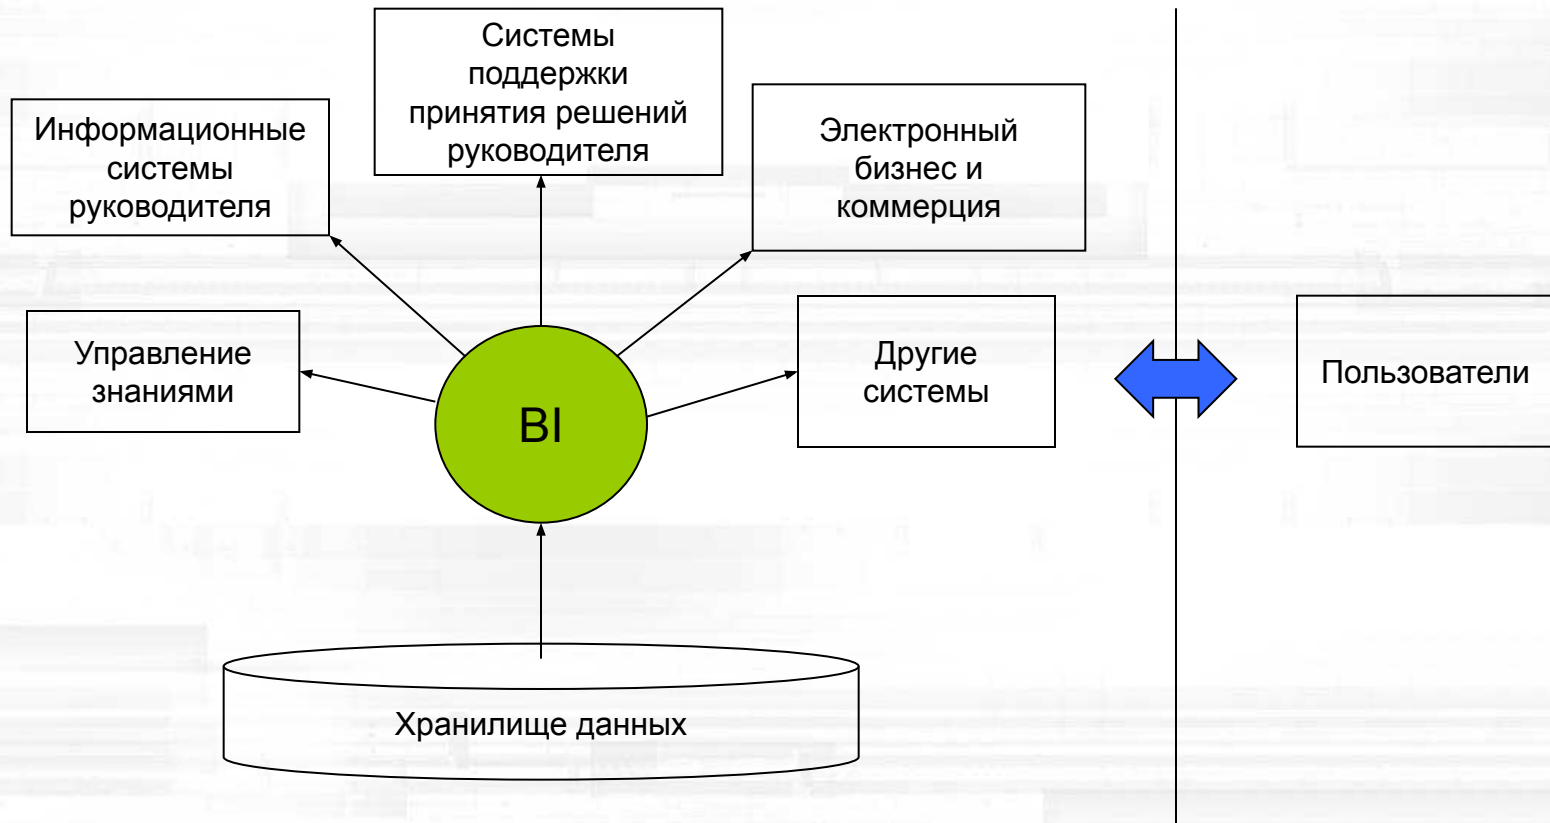 Системы
поддержки
принятия решений
руководителя
Информационные
системы
руководителя
Электронный
бизнес и
коммерция
Управление
знаниями
Другие
системы
Пользователи
BI
Хранилище данных